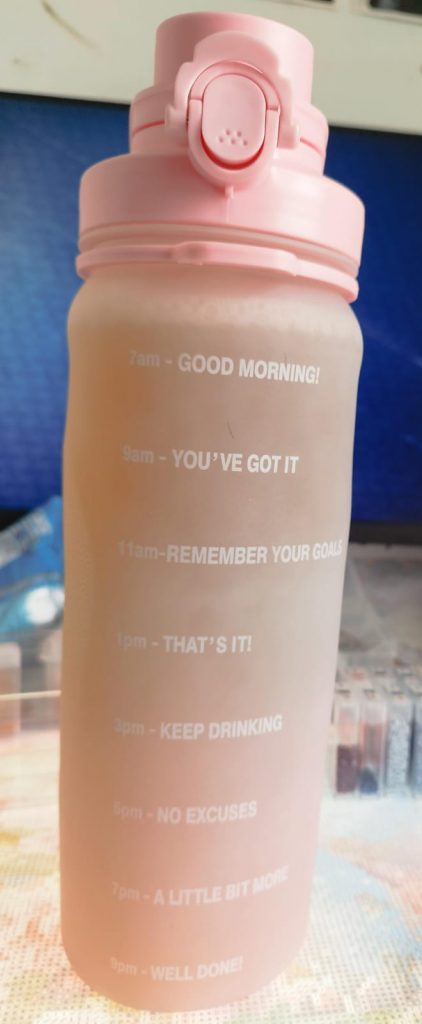 7am - GOOD MORNING!
9am - YOU'VE GOT IT
11am-REMEMBER YOUR GOALS
1pm - THAT'S IT!
3pm - KEEP DRINKING
5pm - NO EXCUSES
7pm - A LITTLE BIT MORE
9pm - WELL DONE!